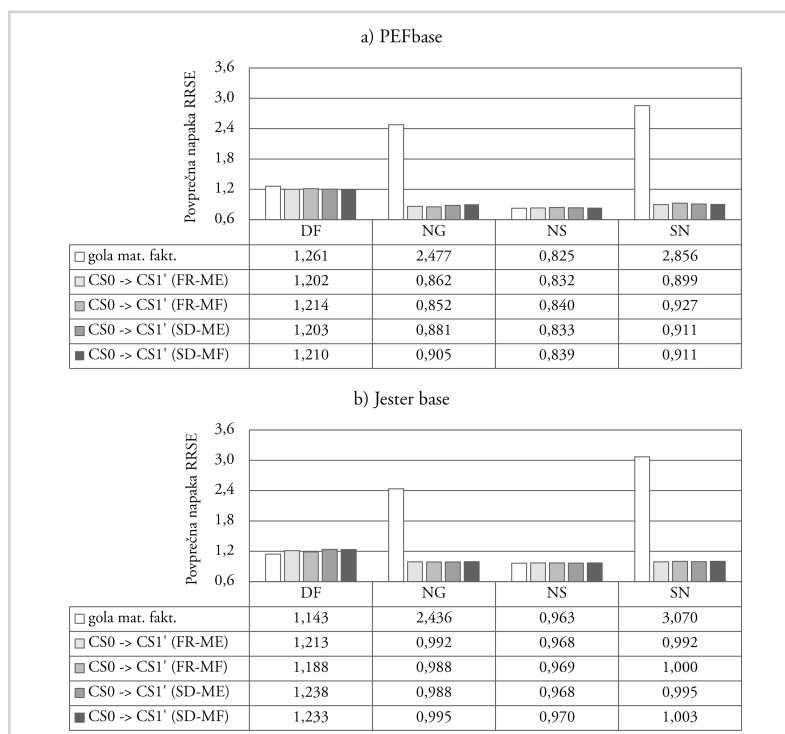 a) PEFbase
Povprečna napaka RRSE
3,6
3,0
2,4
1,8
1,2
0,6
DF NG NS SN
gola mat. fakt. 1,261 2,477 0,825 2,856
CS0 -> CS1' (FR-ME) 1,202 0,862 0,832 0,899
CS0 -> CS1' (FR-MF) 1,214 0,852 0,840 0,927
CS0 -> CS1' (SD-ME) 1,203 0,881 0,833 0,911
CS0 -> CS1' (SD-MF) 1,210 0,905 0,839 0,911
b) Jester base
Povprečna napaka RRSE
3,6
3,0
2,4
1,8
1,2
0,6
DF NG NS SN
gola mat. fakt. 1,143 2,436 0,963 3,070
CS0 -> CS1' (FR-ME) 1,213 0,992 0,968 0,992
CS0 -> CS1' (FR-MF) 1,188 0,988 0,969 1,000
CS0 -> CS1' (SD-ME) 1,238 0,988 0,968 0,995
CS0 -> CS1' (SD-MF) 1,233 0,995 0,970 1,003